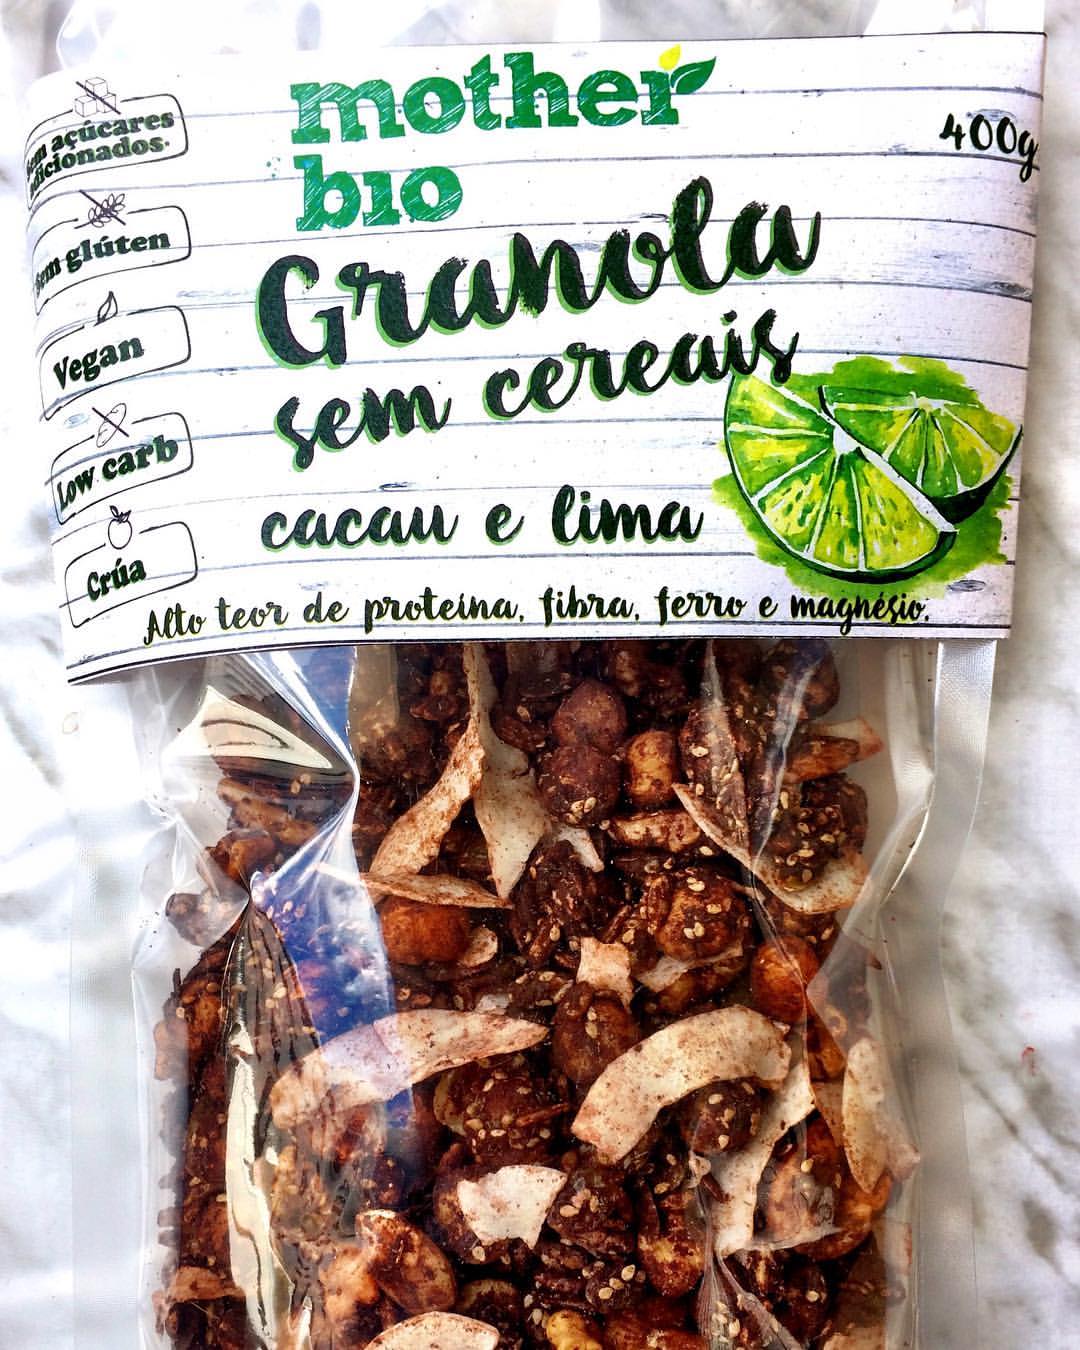 mother
bio
400g
Granola
sem cereais
cacau e lima
Sem açúcares
adicionados.
Sem glúten
Vegan
Low carb
Crúa
Alto teor de proteína, fibra, ferro e magnésio.